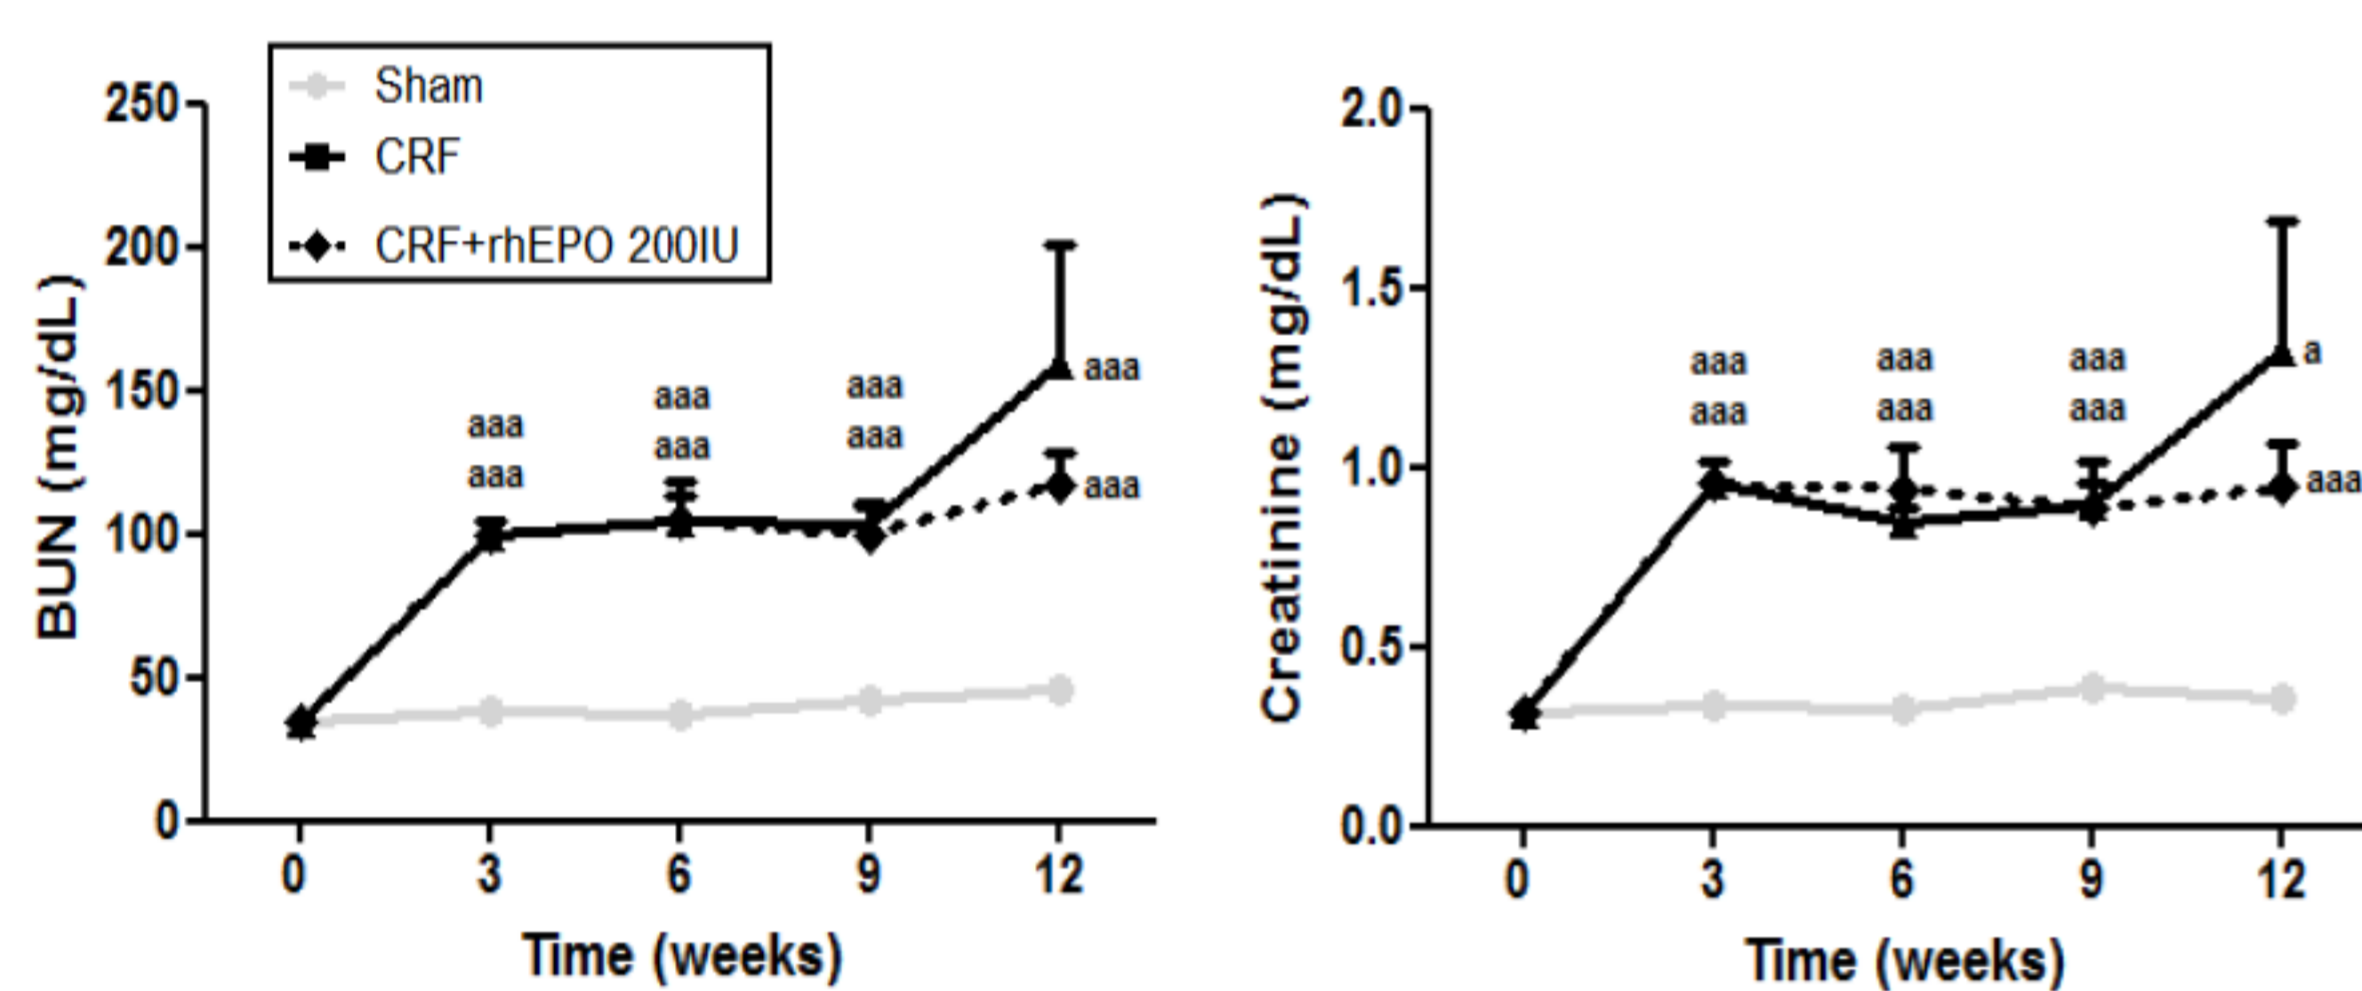 Sham
CRF
CRF+rhEPO 200IU
BUN (mg/dL)
250
200
150
100
50
0
aaa
aaa
aaa
aaa
aaa
aaa
aaa
aaa
0 3 6 9 12
Time (weeks)
Creatinine (mg/dL)
2.0
1.5
1.0
0.5
0.0
aaa
aaa
aaa
aaa
aaa
aaa
a
aaa
0 3 6 9 12
Time (weeks)